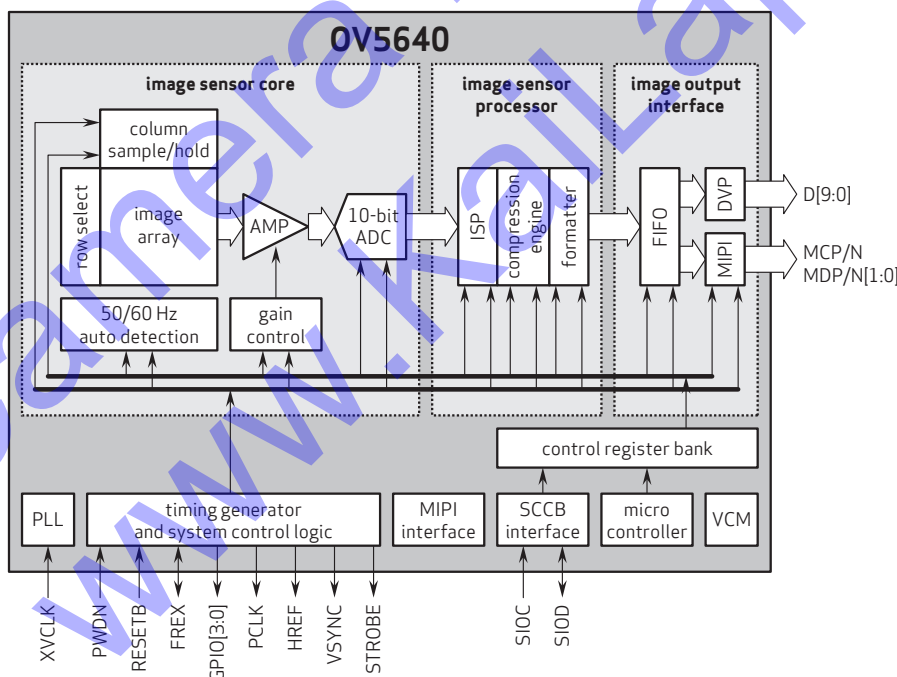 OV5640
image sensor core
image sensor
processor
image output
interface
column
sample/hold
row select
image
array
AMP
10-bit
ADC
ISP
compression
engine
formatter
FIFO
DVP
MIPI
D[9:0]
MCP/N
MDP/N[1:0]
50/60 Hz
auto detection
gain
control
control register bank
PLL
timing generator
and system control logic
MIPI
interface
SCCB
interface
micro
controller
VCM
XVCLK
PWDN
RESETB
FREX
GPIO[3:0]
PCLK
HREF
VSYNC
STROBE
SIOC
SIOD
camera
www.kaiLa